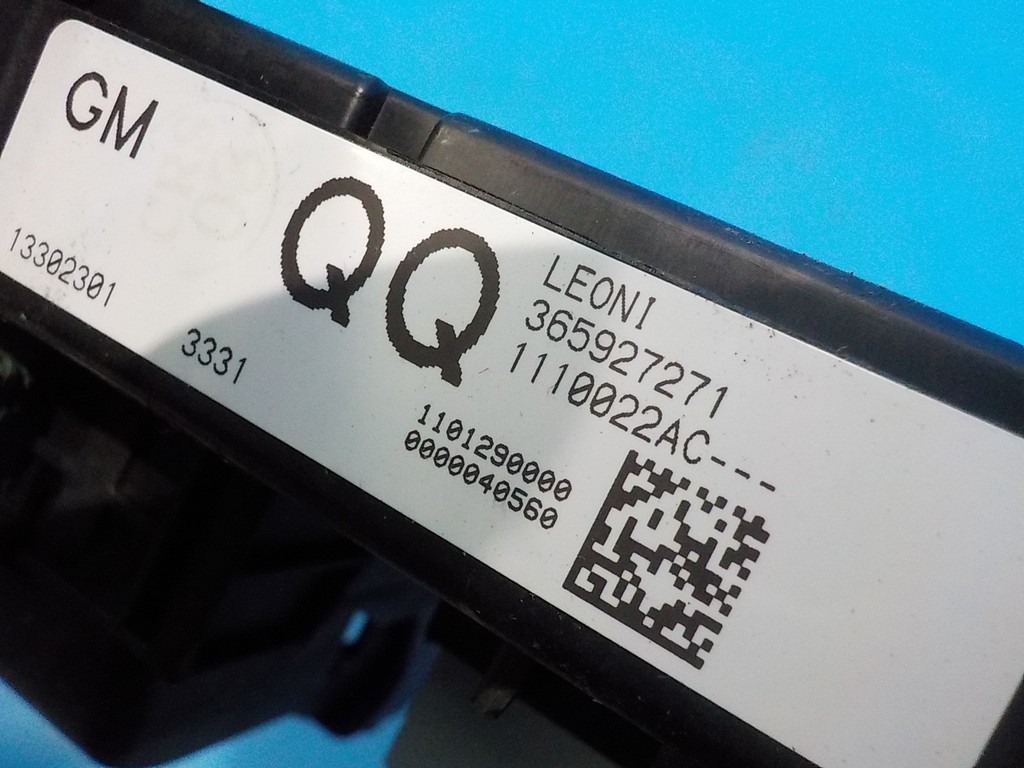 GM
13302301
3331
QQ
LEONI
365927271
1110022AC---
1101290000
0000040560